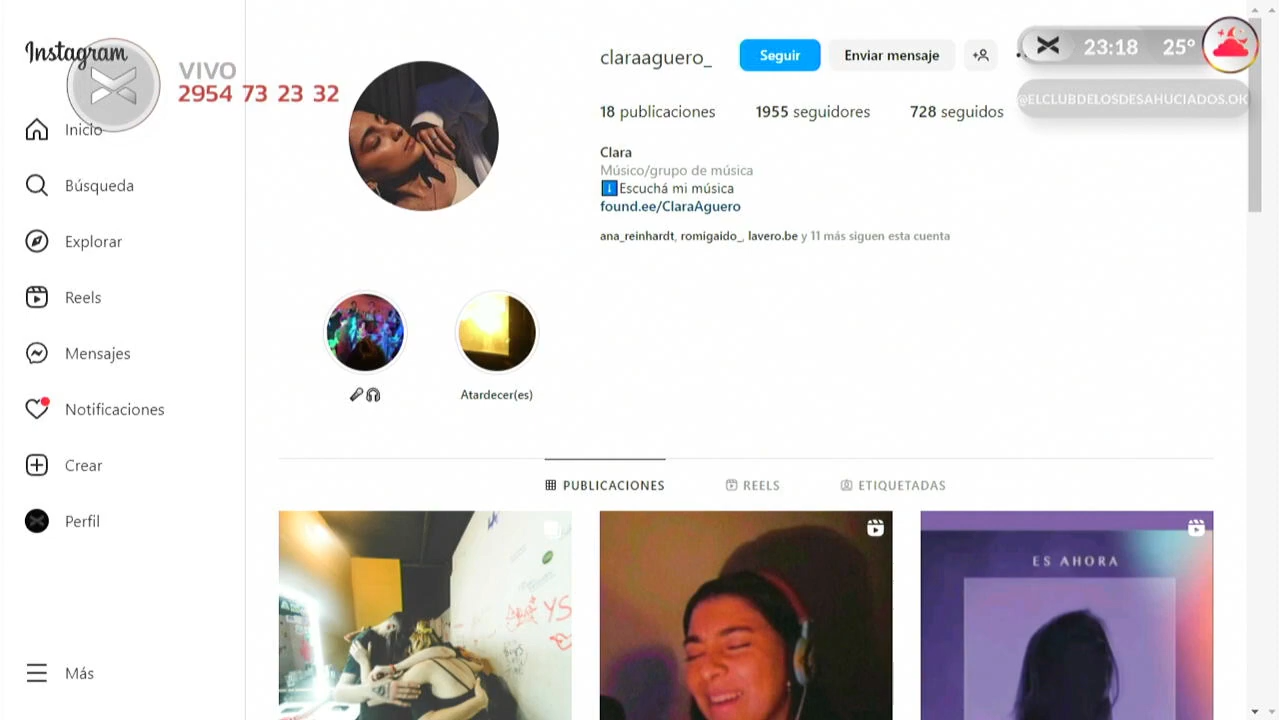 Instagram
VIVO
2954 73 23 32
Inicio
Búsqueda
Explorar
Reels
Mensajes
Notificaciones
Crear
Perfil
Más
claraaguero_
Seguir
Enviar mensaje
23:18 25°
@ELCLUBDELOSDESAHUCIADOS.OK
18 publicaciones 1955 seguidores 728 seguidos
Clara
Músico/grupo de música
Escuchá mi música
found.ee/ClaraAguero
ana_reinhardt, romigaido_, lavero.be y 11 más siguen esta cuenta
Atardecer(es)
PUBLICACIONES REELS ETIQUETADAS
YS
ES AHORA